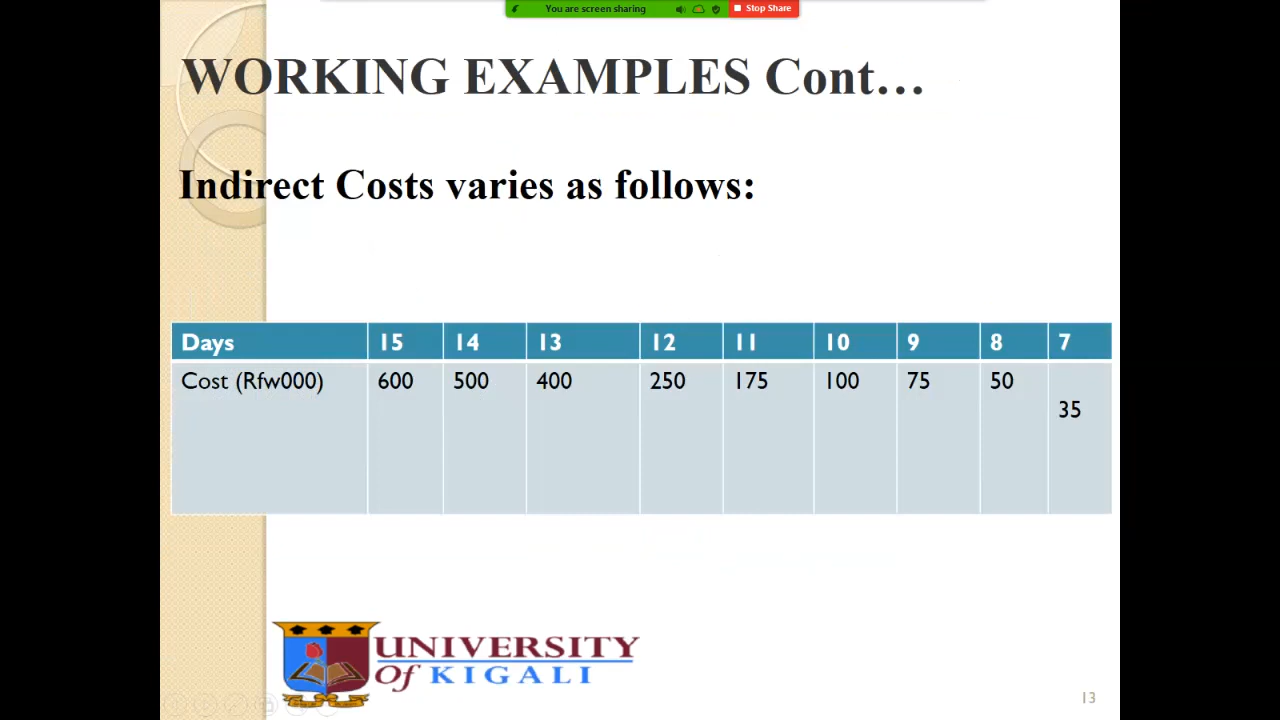 You are screen sharing Stop Share
WORKING EXAMPLES Cont…
Indirect Costs varies as follows:
Days 15 14 13 12 11 10 9 8 7
Cost (Rfw000) 600 500 400 250 175 100 75 50 35
UNIVERSITY
Of KIGALI
13